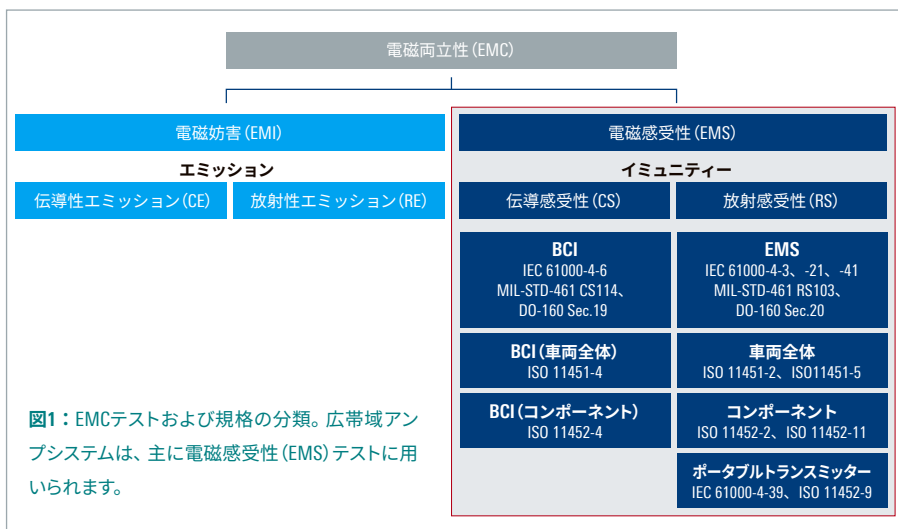 電磁両立性（EMC）
電磁妨害（EMI）
エミッション
伝導性エミッション（CE）
放射性エミッション（RE）
電磁感受性（EMS）
イミュニティー
伝導感受性（CS）
放射感受性（RS）
BCI
IEC 61000-4-6
MIL-STD-461 CS114、
DO-160 Sec.19
EMS
IEC 61000-4-3、-21、-41
MIL-STD-461 RS103、
DO-160 Sec.20
BCI（車両全体）
ISO 11451-4
車両全体
ISO 11451-2、ISO11451-5
BCI（コンポーネント）
ISO 11452-4
コンポーネント
ISO 11452-2、ISO 11452-11
ポータブルトランスミッター
IEC 61000-4-39、ISO 11452-9
図1：EMCテストおよび規格の分類。広帯域アン
プシステムは、主に電磁感受性（EMS）テストに用
いられます。